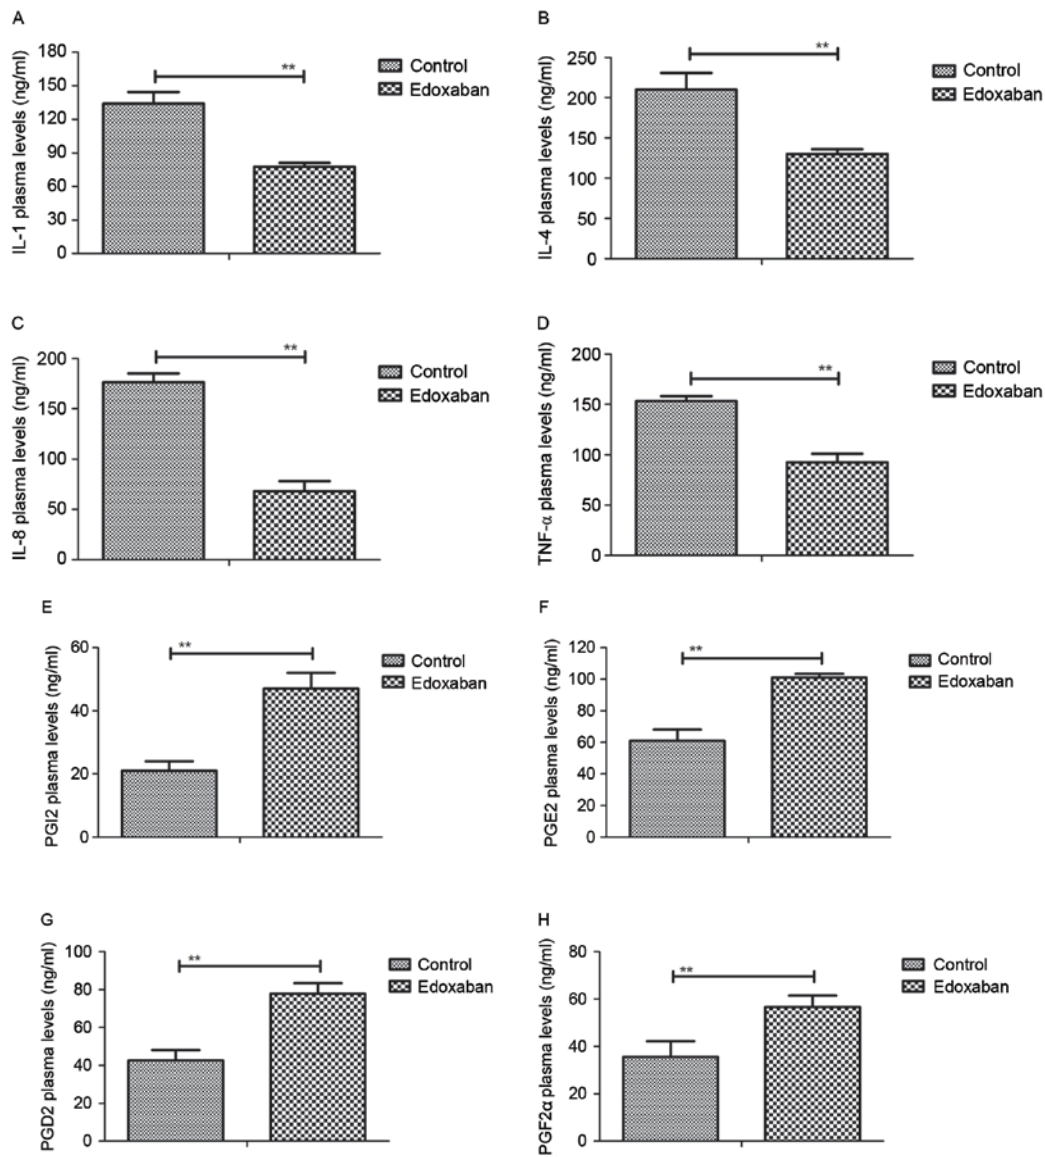 A
IL-1 plasma levels (ng/ml)
180
150
120
90
60
30
0
**
Control
Edoxaban
B
IL-4 plasma levels (ng/ml)
250
200
150
100
50
0
**
Control
Edoxaban
C
IL-8 plasma levels (ng/ml)
200
150
100
50
0
**
Control
Edoxaban
D
TNF-α plasma levels (ng/ml)
200
150
100
50
0
**
Control
Edoxaban
E
PGI2 plasma levels (ng/ml)
60
40
20
0
**
Control
Edoxaban
F
PGE2 plasma levels (ng/ml)
120
100
80
60
40
20
0
**
Control
Edoxaban
G
PGD2 plasma levels (ng/ml)
100
80
60
40
20
0
**
Control
Edoxaban
H
PGF2α plasma levels (ng/ml)
80
60
40
20
0
**
Control
Edoxaban